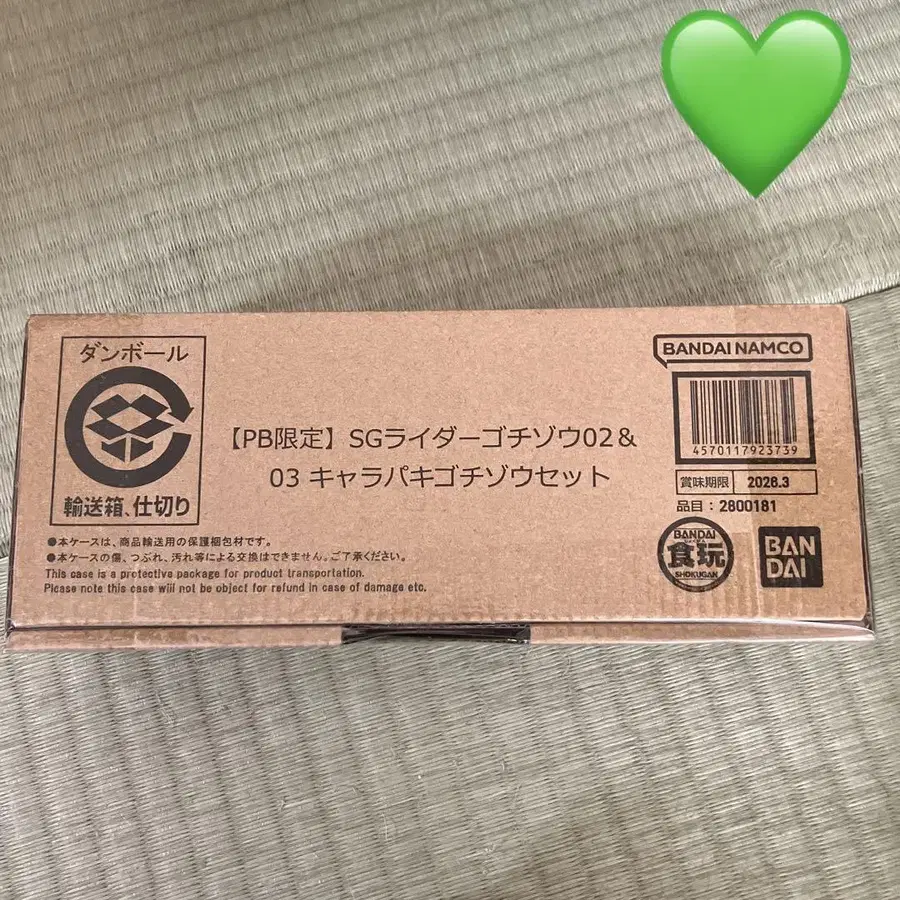 ダンボール
輸送箱、仕切り
【PB限定】SGライダーゴチゾウ02&
03 キャラパキゴチゾウセット
●本ケースは、商品輸送用の保護梱包材です。
●本ケースの傷、つぶれ、汚れ等による交換はできません。ご了承ください。
This case is a protective package for product transportation.
Please note this case will not be object for refund in case of damage etc.
BANDAI NAMCO
4570117923739
賞味期限 2028.3
品目:2800181
BANDAI
食玩
SHOKUGAN
BAN
DAI